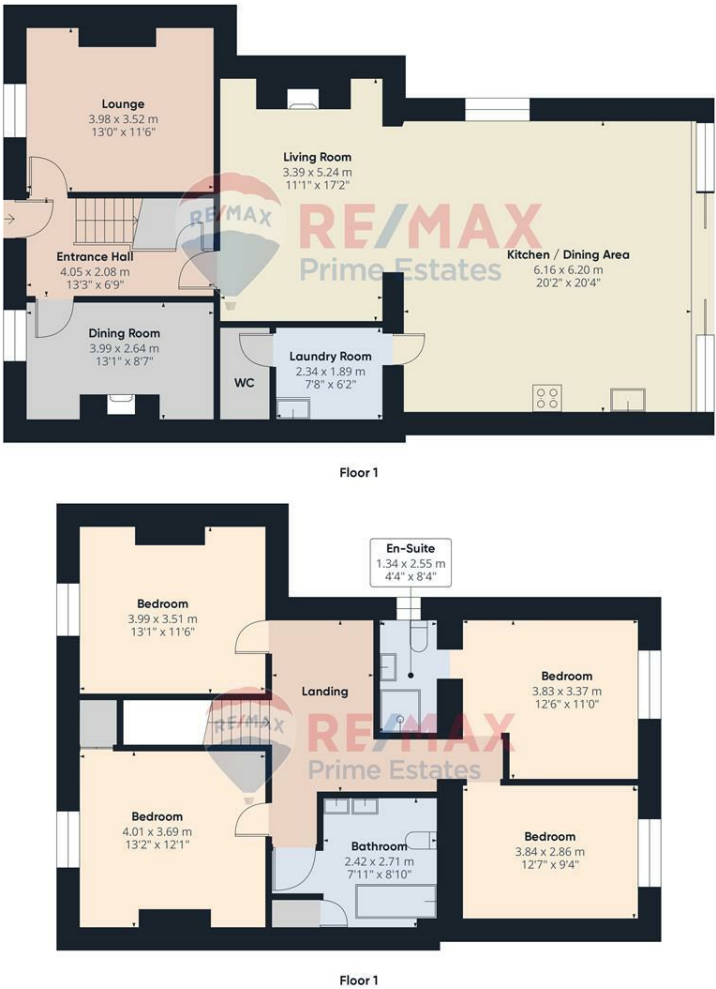 Lounge
3.98 x 3.52 m
13'0" x 11'6"
Living Room
3.39 x 5.24 m
11'1" x 17'2"
RE/MAX
RE/MAX
Prime Estates
Entrance Hall
4.05 x 2.08 m
13'3" x 6'9"
Kitchen / Dining Area
6.16 x 6.20 m
20'2" x 20'4"
Dining Room
3.99 x 2.64 m
13'1" x 8'7"
WC
Laundry Room
2.34 x 1.89 m
7'8" x 6'2"
Floor 1
En-Suite
1.34 x 2.55 m
4'4" x 8'4"
Bedroom
3.99 x 3.51 m
13'1" x 11'6"
Landing
Bedroom
3.83 x 3.37 m
12'6" x 11'0"
RE/MAX
RE/MAX
Prime Estates
Bedroom
4.01 x 3.69 m
13'2" x 12'1"
Bathroom
2.42 x 2.71 m
7'11" x 8'10"
Bedroom
3.84 x 2.86 m
12'7" x 9'4"
Floor 1